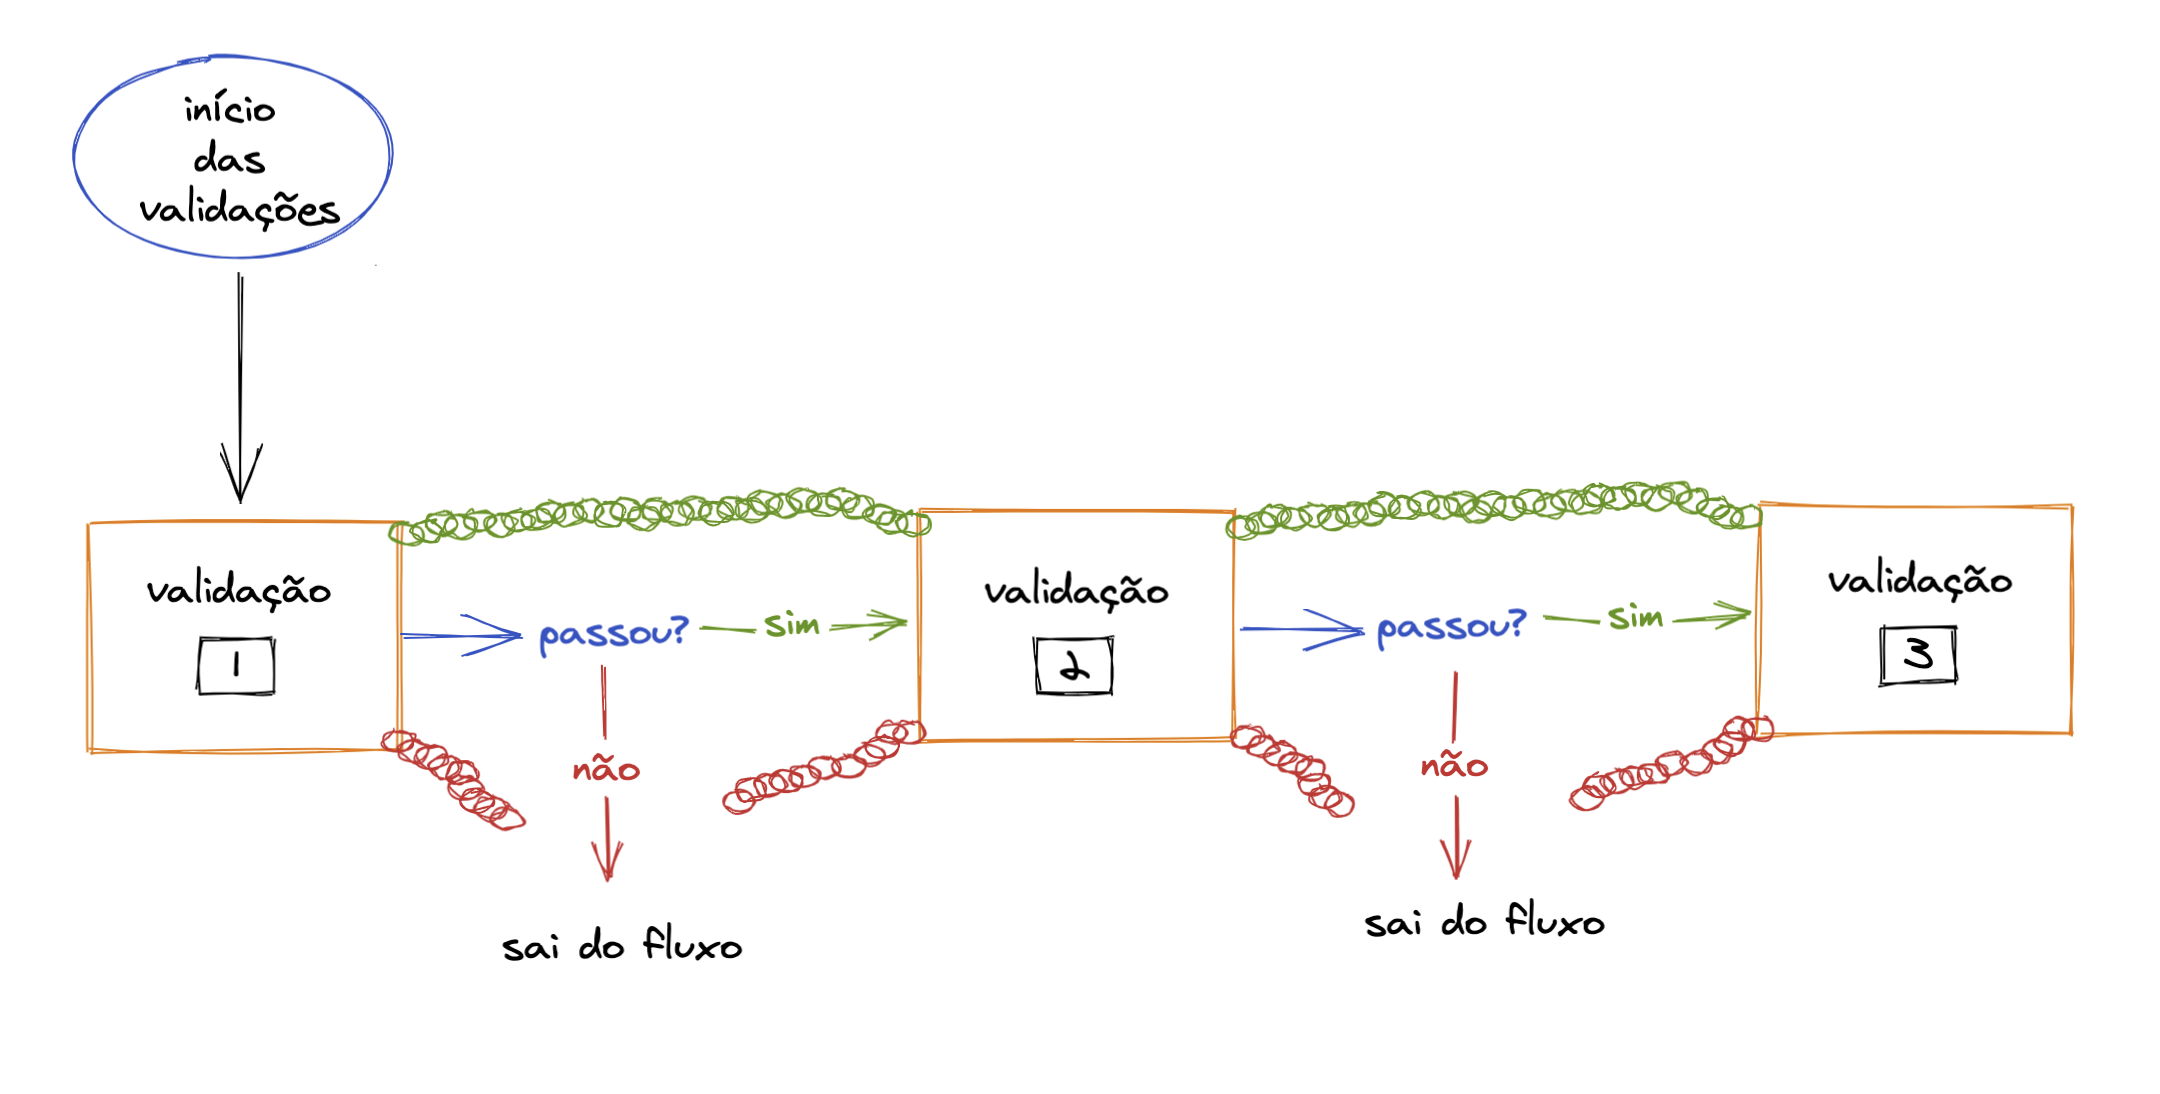 início
das
validações
validação
1
passou?
sim
não
sai do fluxo
validação
2
passou?
sim
não
sai do fluxo
validação
3